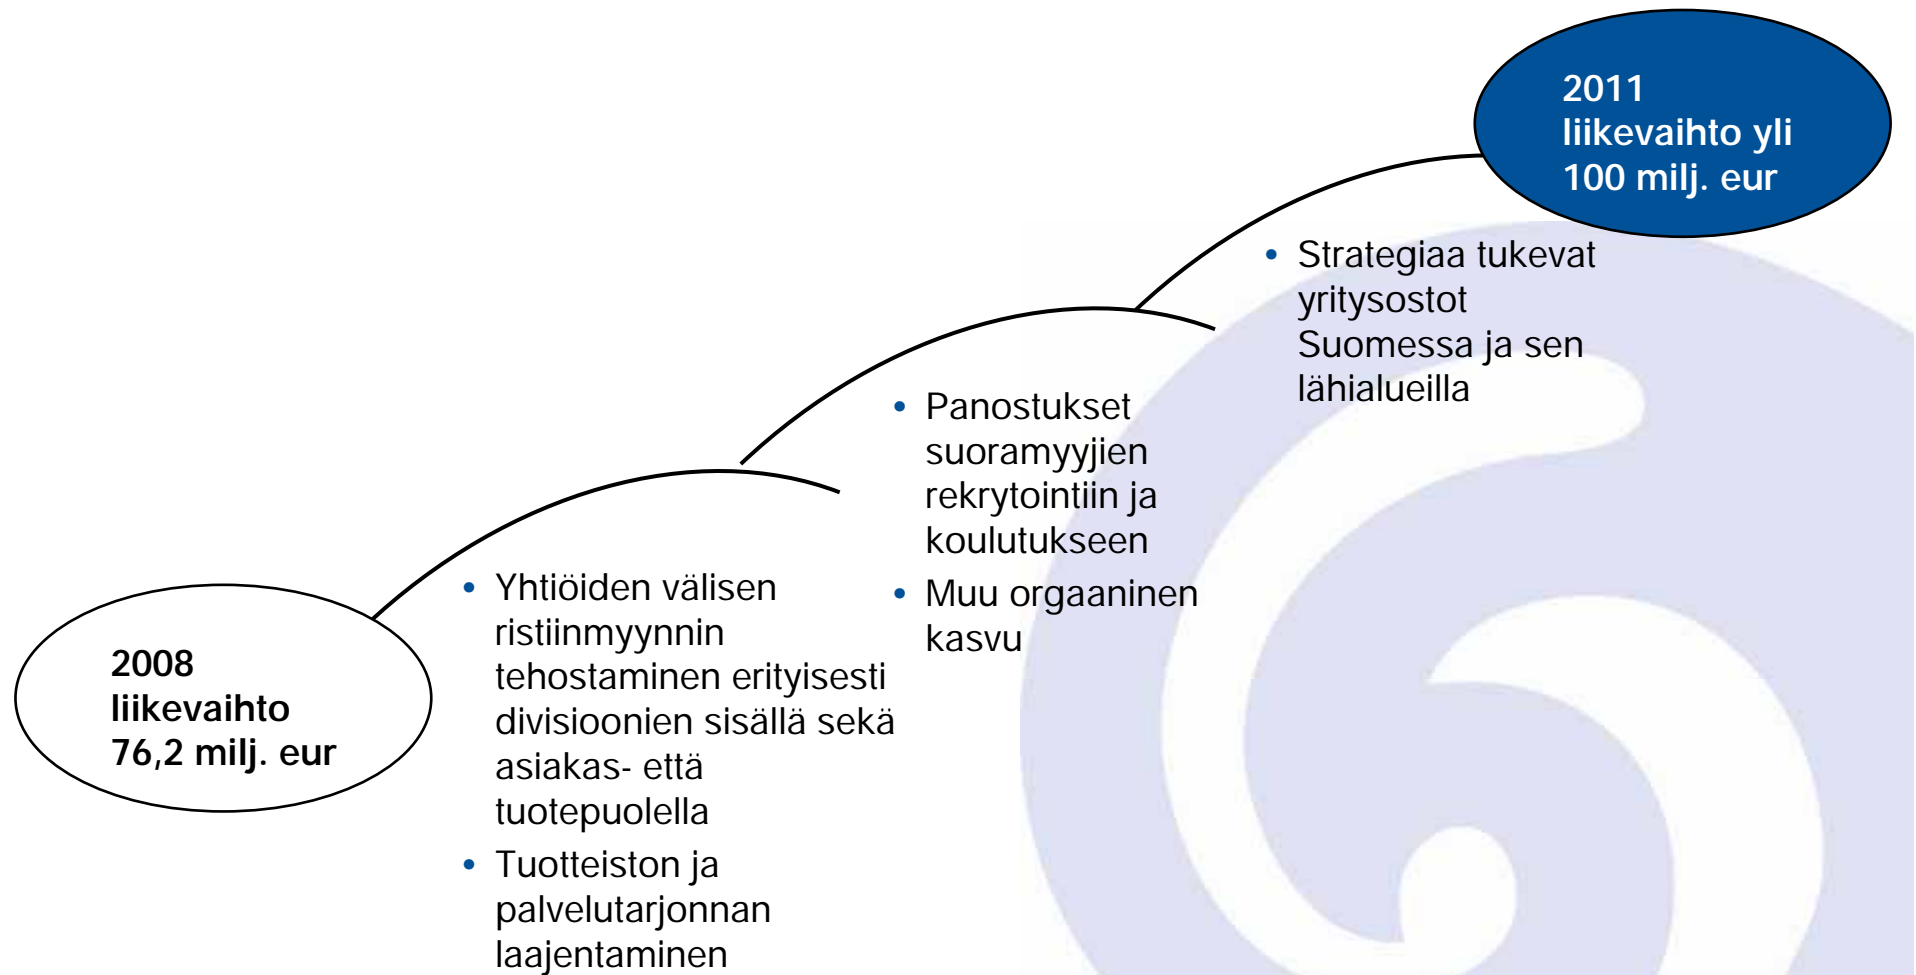 2008
liikevaihto
76,2 milj. eur
• Yhtiöiden välisen
ristiinmyynnin
tehostaminen erityisesti
divisioonien sisällä sekä
asiakas- että
tuotepuolella
• Tuotteiston ja
palvelutarjonnan
laajentaminen
• Panostukset
suoramyyjien
rekrytointiin ja
koulutukseen
• Muu orgaaninen
kasvu
• Strategiaa tukevat
yritysostot
Suomessa ja sen
lähialueilla
2011
liikevaihto yli
100 milj. eur